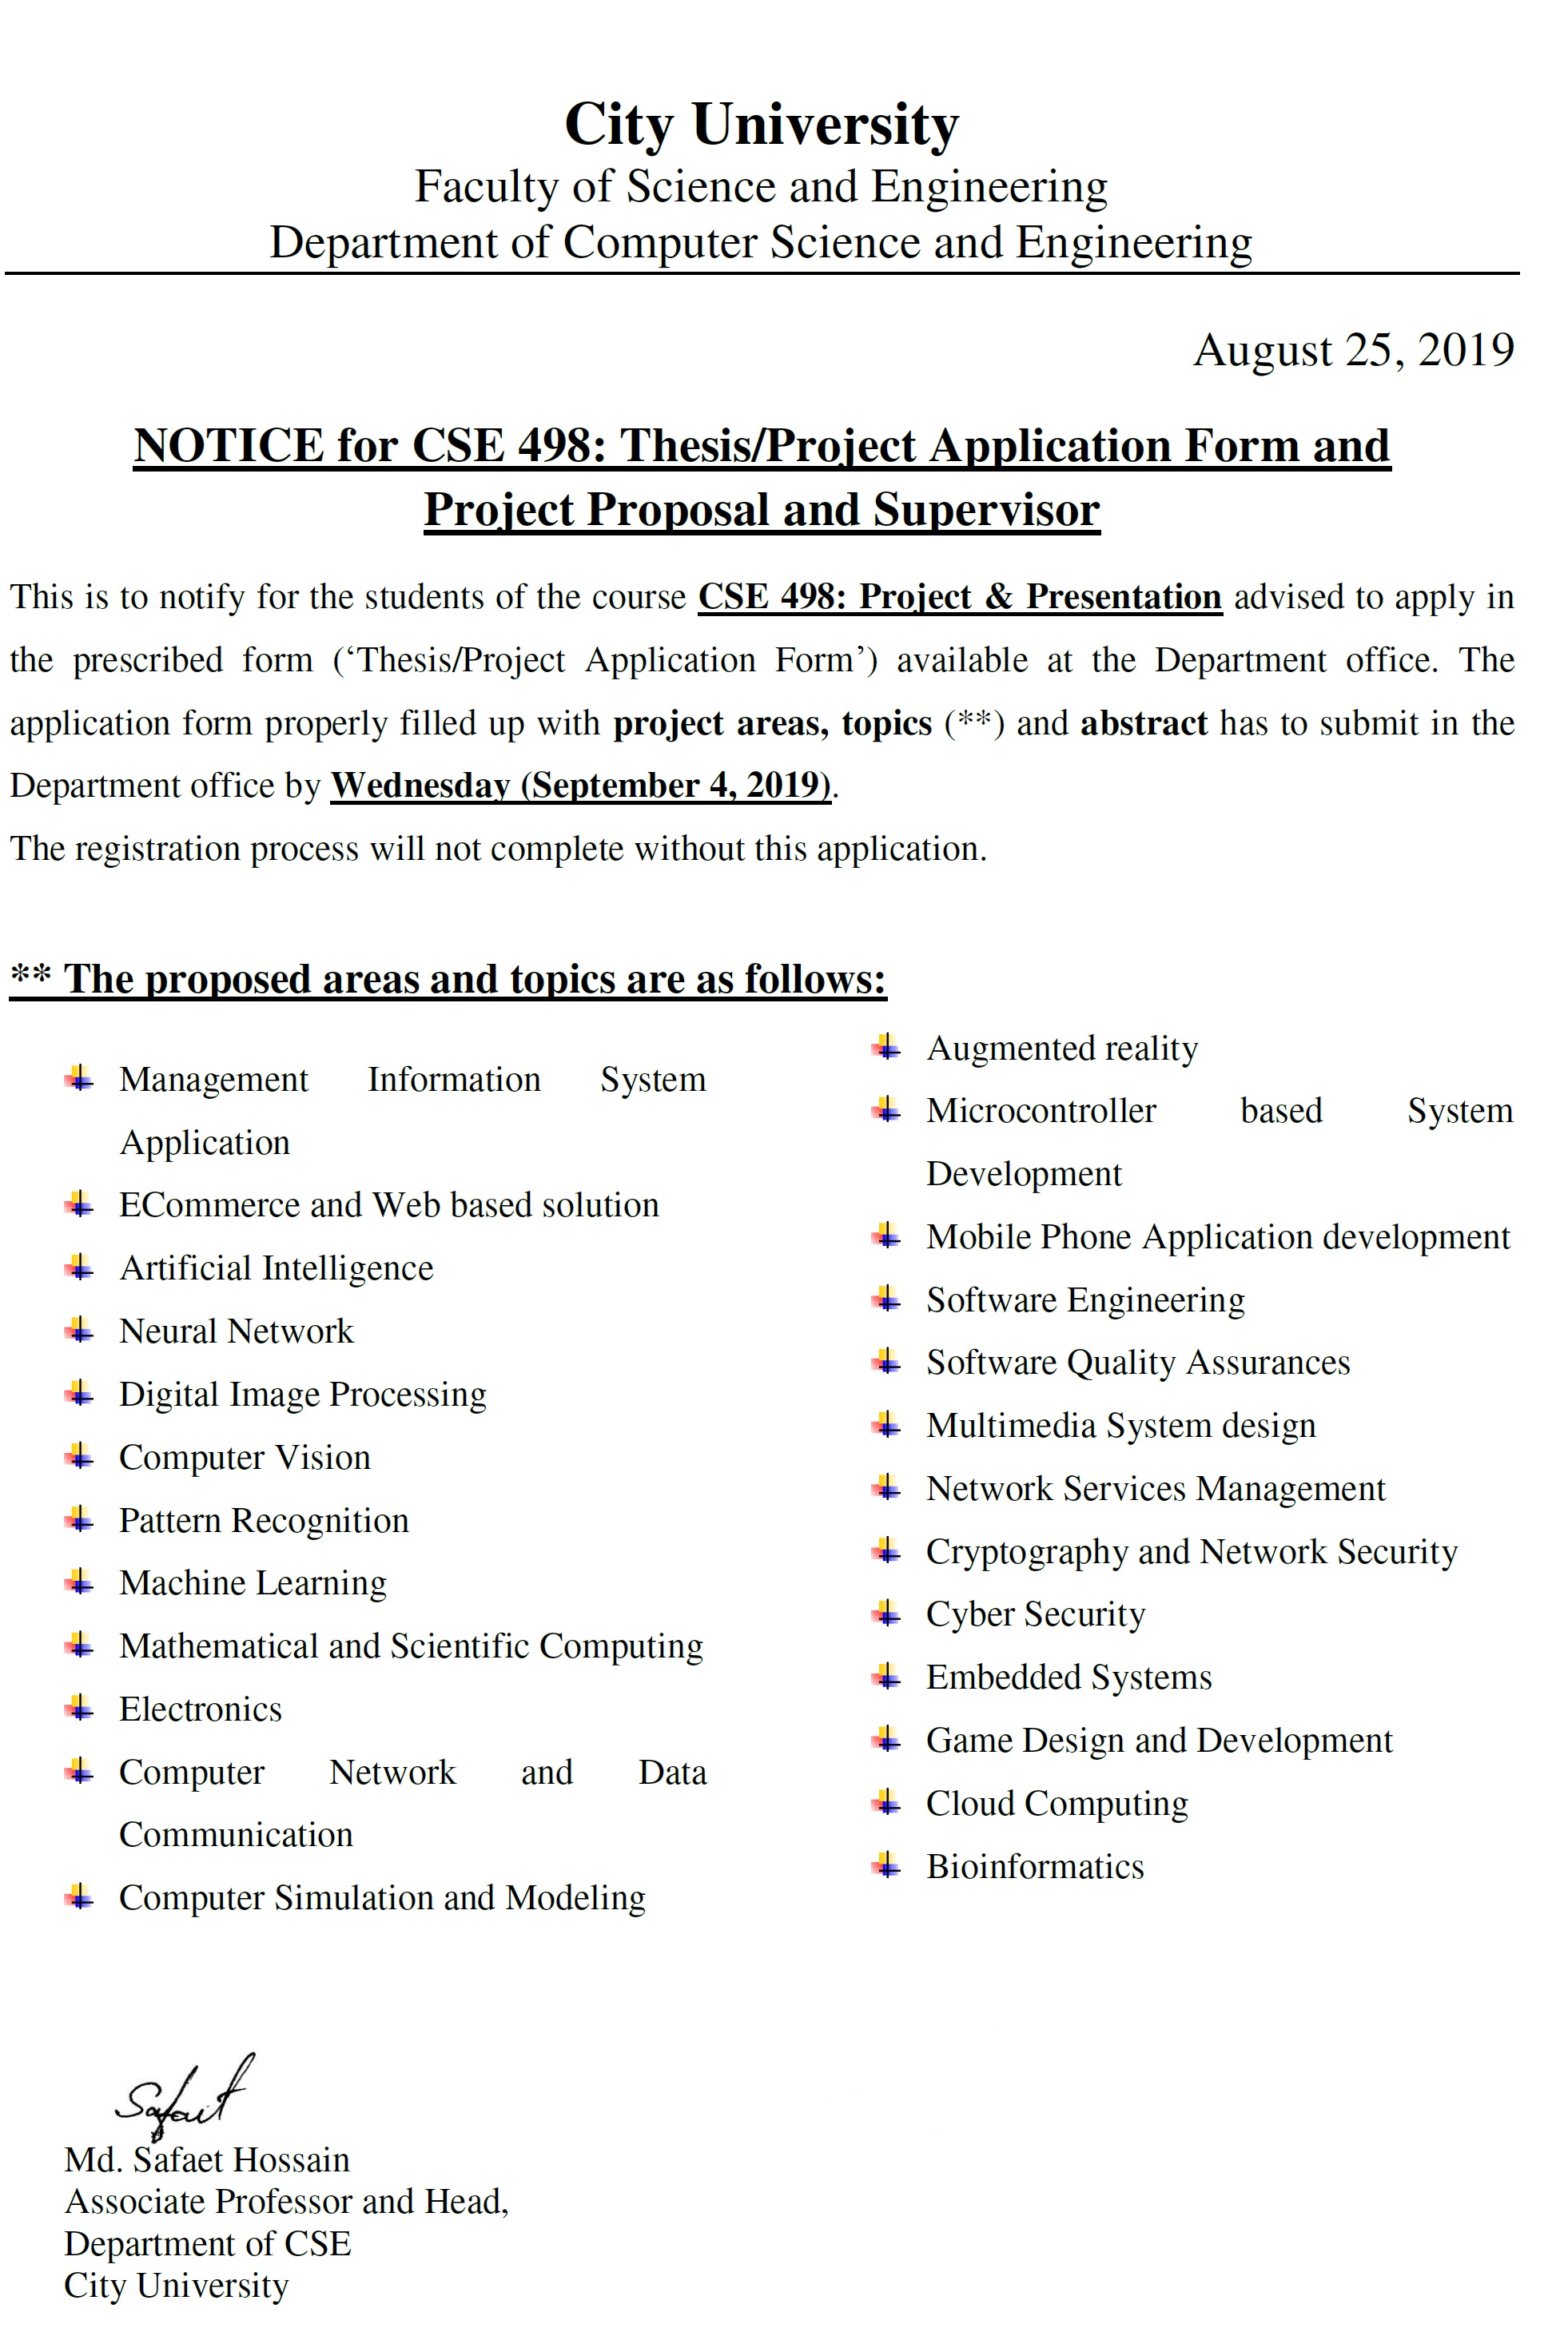 City University
Faculty of Science and Engineering
Department of Computer Science and Engineering
August 25, 2019
NOTICE for CSE 498: Thesis/Project Application Form and
Project Proposal and Supervisor
This is to notify for the students of the course CSE 498: Project & Presentation advised to apply in
the prescribed form (‘Thesis/Project Application Form’) available at the Department office. The
application form properly filled up with project areas, topics (**) and abstract has to submit in the
Department office by Wednesday (September 4, 2019).
The registration process will not complete without this application.
** The proposed areas and topics are as follows:
Management Information System
Application
ECommerce and Web based solution
Artificial Intelligence
Neural Network
Digital Image Processing
Computer Vision
Pattern Recognition
Machine Learning
Mathematical and Scientific Computing
Electronics
Computer Network and Data
Communication
Computer Simulation and Modeling
Augmented reality
Microcontroller based System
Development
Mobile Phone Application development
Software Engineering
Software Quality Assurances
Multimedia System design
Network Services Management
Cryptography and Network Security
Cyber Security
Embedded Systems
Game Design and Development
Cloud Computing
Bioinformatics
Safaet
Md. Safaet Hossain
Associate Professor and Head,
Department of CSE
City University